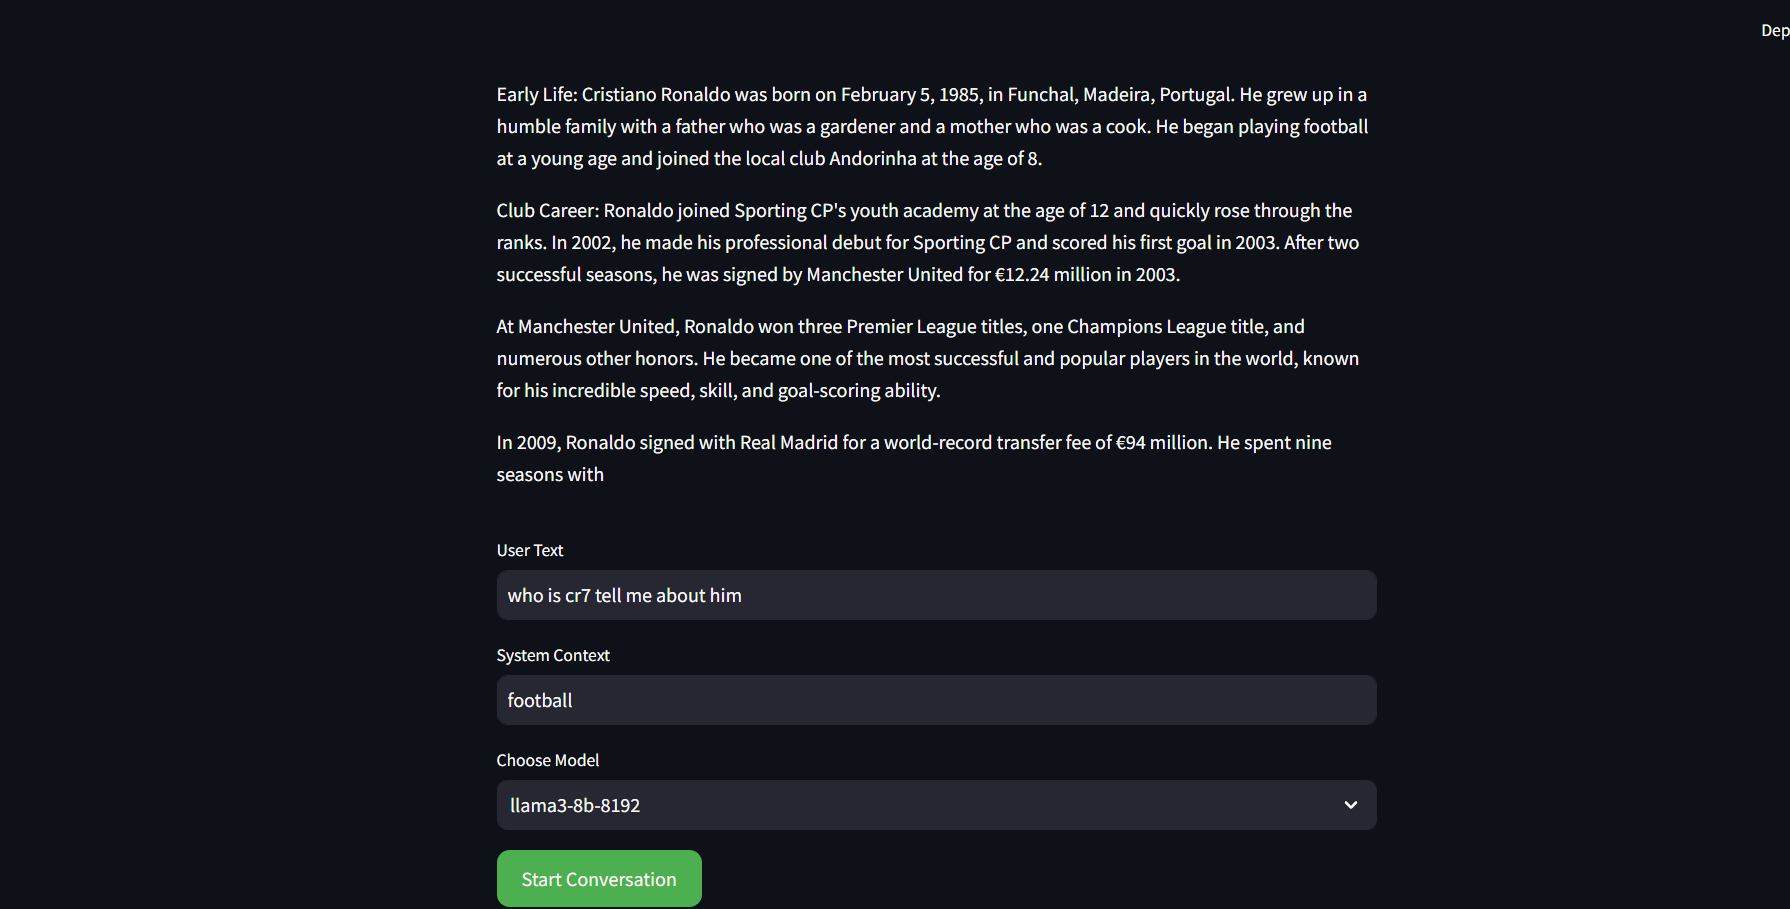 Dep
Early Life: Cristiano Ronaldo was born on February 5, 1985, in Funchal, Madeira, Portugal. He grew up in a
humble family with a father who was a gardener and a mother who was a cook. He began playing football
at a young age and joined the local club Andorinha at the age of 8.
Club Career: Ronaldo joined Sporting CP's youth academy at the age of 12 and quickly rose through the
ranks. In 2002, he made his professional debut for Sporting CP and scored his first goal in 2003. After two
successful seasons, he was signed by Manchester United for €12.24 million in 2003.
At Manchester United, Ronaldo won three Premier League titles, one Champions League title, and
numerous other honors. He became one of the most successful and popular players in the world, known
for his incredible speed, skill, and goal-scoring ability.
In 2009, Ronaldo signed with Real Madrid for a world-record transfer fee of €94 million. He spent nine
seasons with
User Text
who is cr7 tell me about him
System Context
football
Choose Model
llama3-8b-8192
Start Conversation